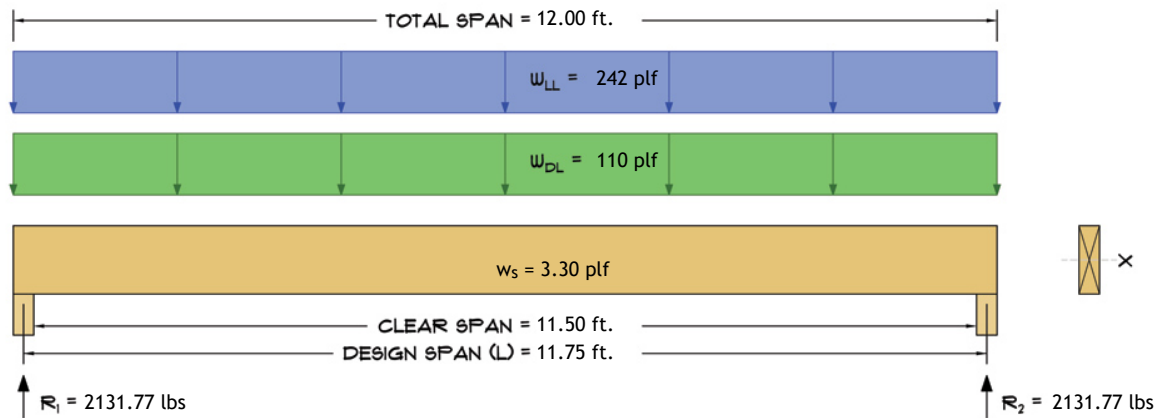 TOTAL SPAN = 12.00 ft.
wLL = 242 plf
wDL = 110 plf
ws = 3.30 plf
X
CLEAR SPAN = 11.50 ft.
DESIGN SPAN (L) = 11.75 ft.
R1 = 2131.77 lbs
R2 = 2131.77 lbs